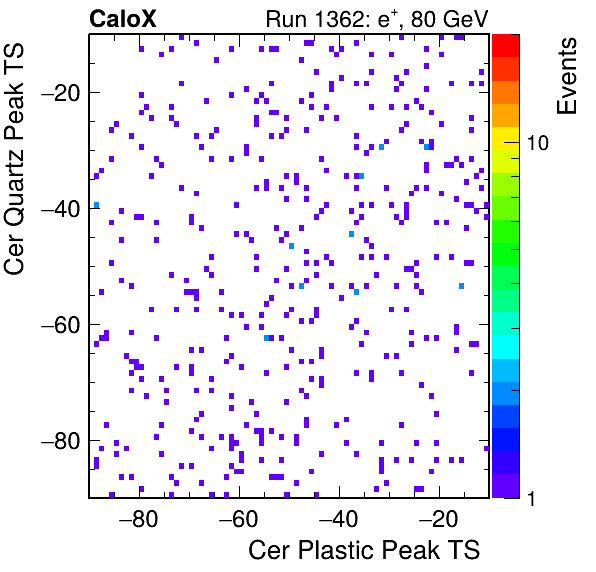 CaloX Run 1362: e+, 80 GeV
Cer Quartz Peak TS
−20
−40
−60
−80
−80 −60 −40 −20
Cer Plastic Peak TS
Events
10
1